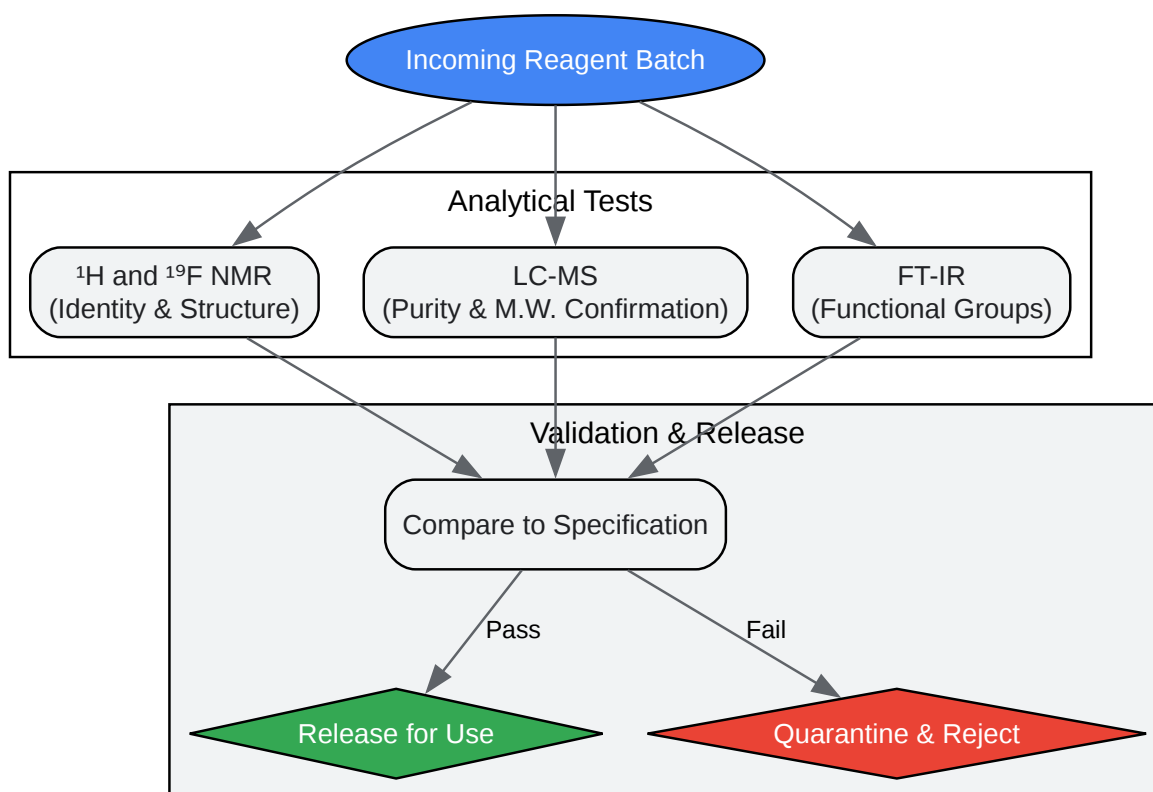 Incoming Reagent Batch
Analytical Tests
¹H and ¹⁹F NMR
(Identity & Structure)
LC-MS
(Purity & M.W. Confirmation)
FT-IR
(Functional Groups)
Validation & Release
Compare to Specification
Pass
Fail
Release for Use
Quarantine & Reject